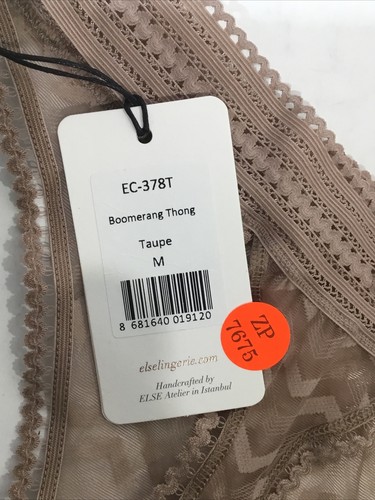 EC-378T
Boomerang Thong
Taupe
M
8 681640 019120
ZP
7675
elselingerie.com
Handcrafted by
ELSE Atelier in Istanbul